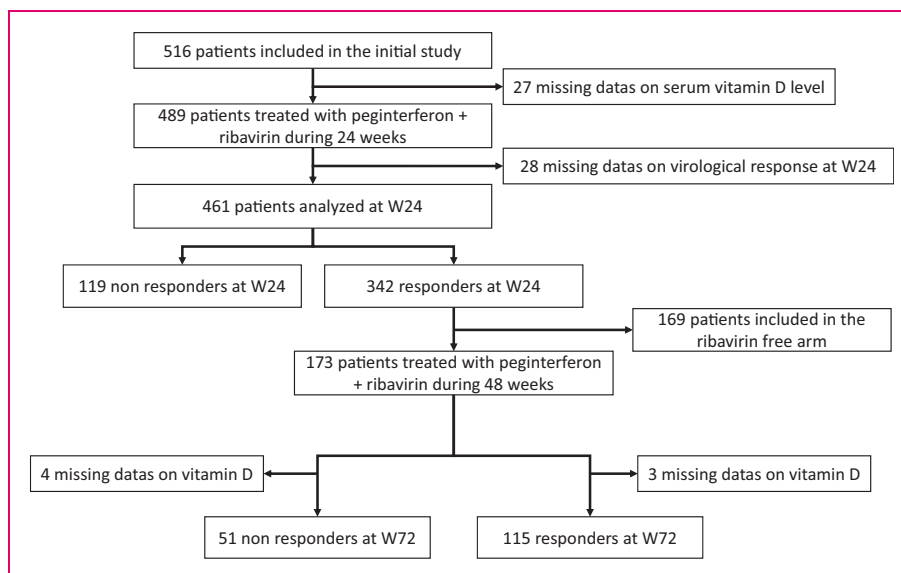 516 patients included in the initial study
27 missing datas on serum vitamin D level
489 patients treated with peginterferon +
ribavirin during 24 weeks
28 missing datas on virological response at W24
461 patients analyzed at W24
119 non responders at W24
342 responders at W24
169 patients included in the
ribavirin free arm
173 patients treated with peginterferon
+ ribavirin during 48 weeks
4 missing datas on vitamin D
3 missing datas on vitamin D
51 non responders at W72
115 responders at W72